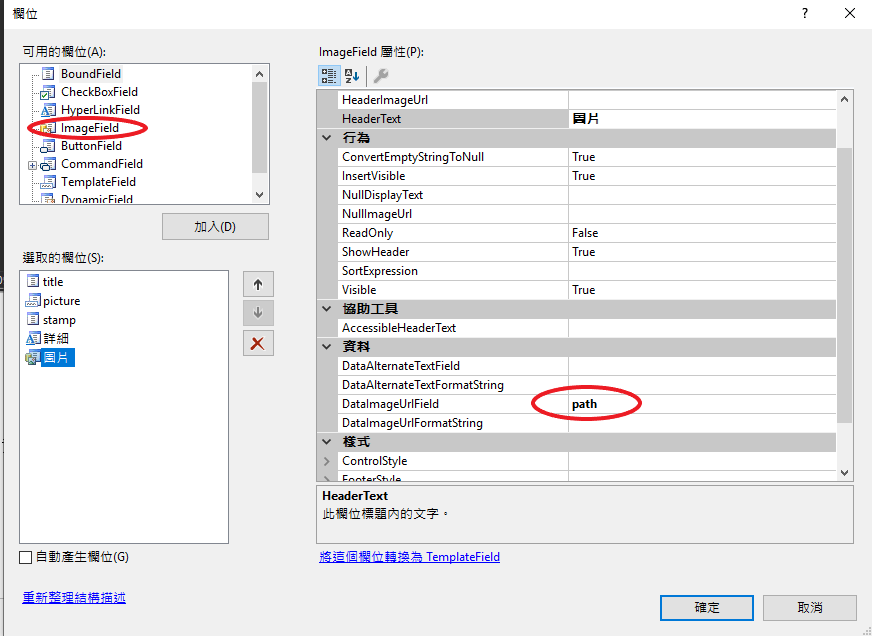 欄位
可用的欄位(A):
BoundField
CheckBoxField
HyperLinkField
ImageField
ButtonField
CommandField
TemplateField
DynamicField
加入(D)
選取的欄位(S):
title
picture
stamp
詳細
圖片
自動產生欄位(G)
重新整理結構描述
ImageField 屬性(P):
HeaderImageUrl
HeaderText 圖片
行為
ConvertEmptyStringToNull True
InsertVisible True
NullDisplayText
NullImageUrl
ReadOnly False
ShowHeader True
SortExpression
Visible True
協助工具
AccessibleHeaderText
資料
DataAlternateTextField
DataAlternateTextFormatString
DataImageUrlField path
DataImageUrlFormatString
樣式
ControlStyle
FooterStyle
HeaderText
此欄位標題內的文字。
將這個欄位轉換為 TemplateField
確定
取消